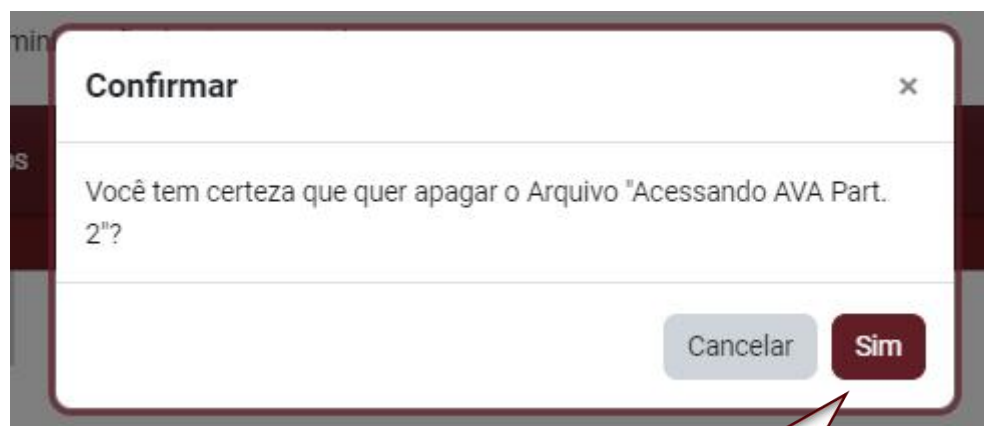 Confirmar ×
Você tem certeza que quer apagar o Arquivo "Acessando AVA Part.
2"?
Cancelar Sim